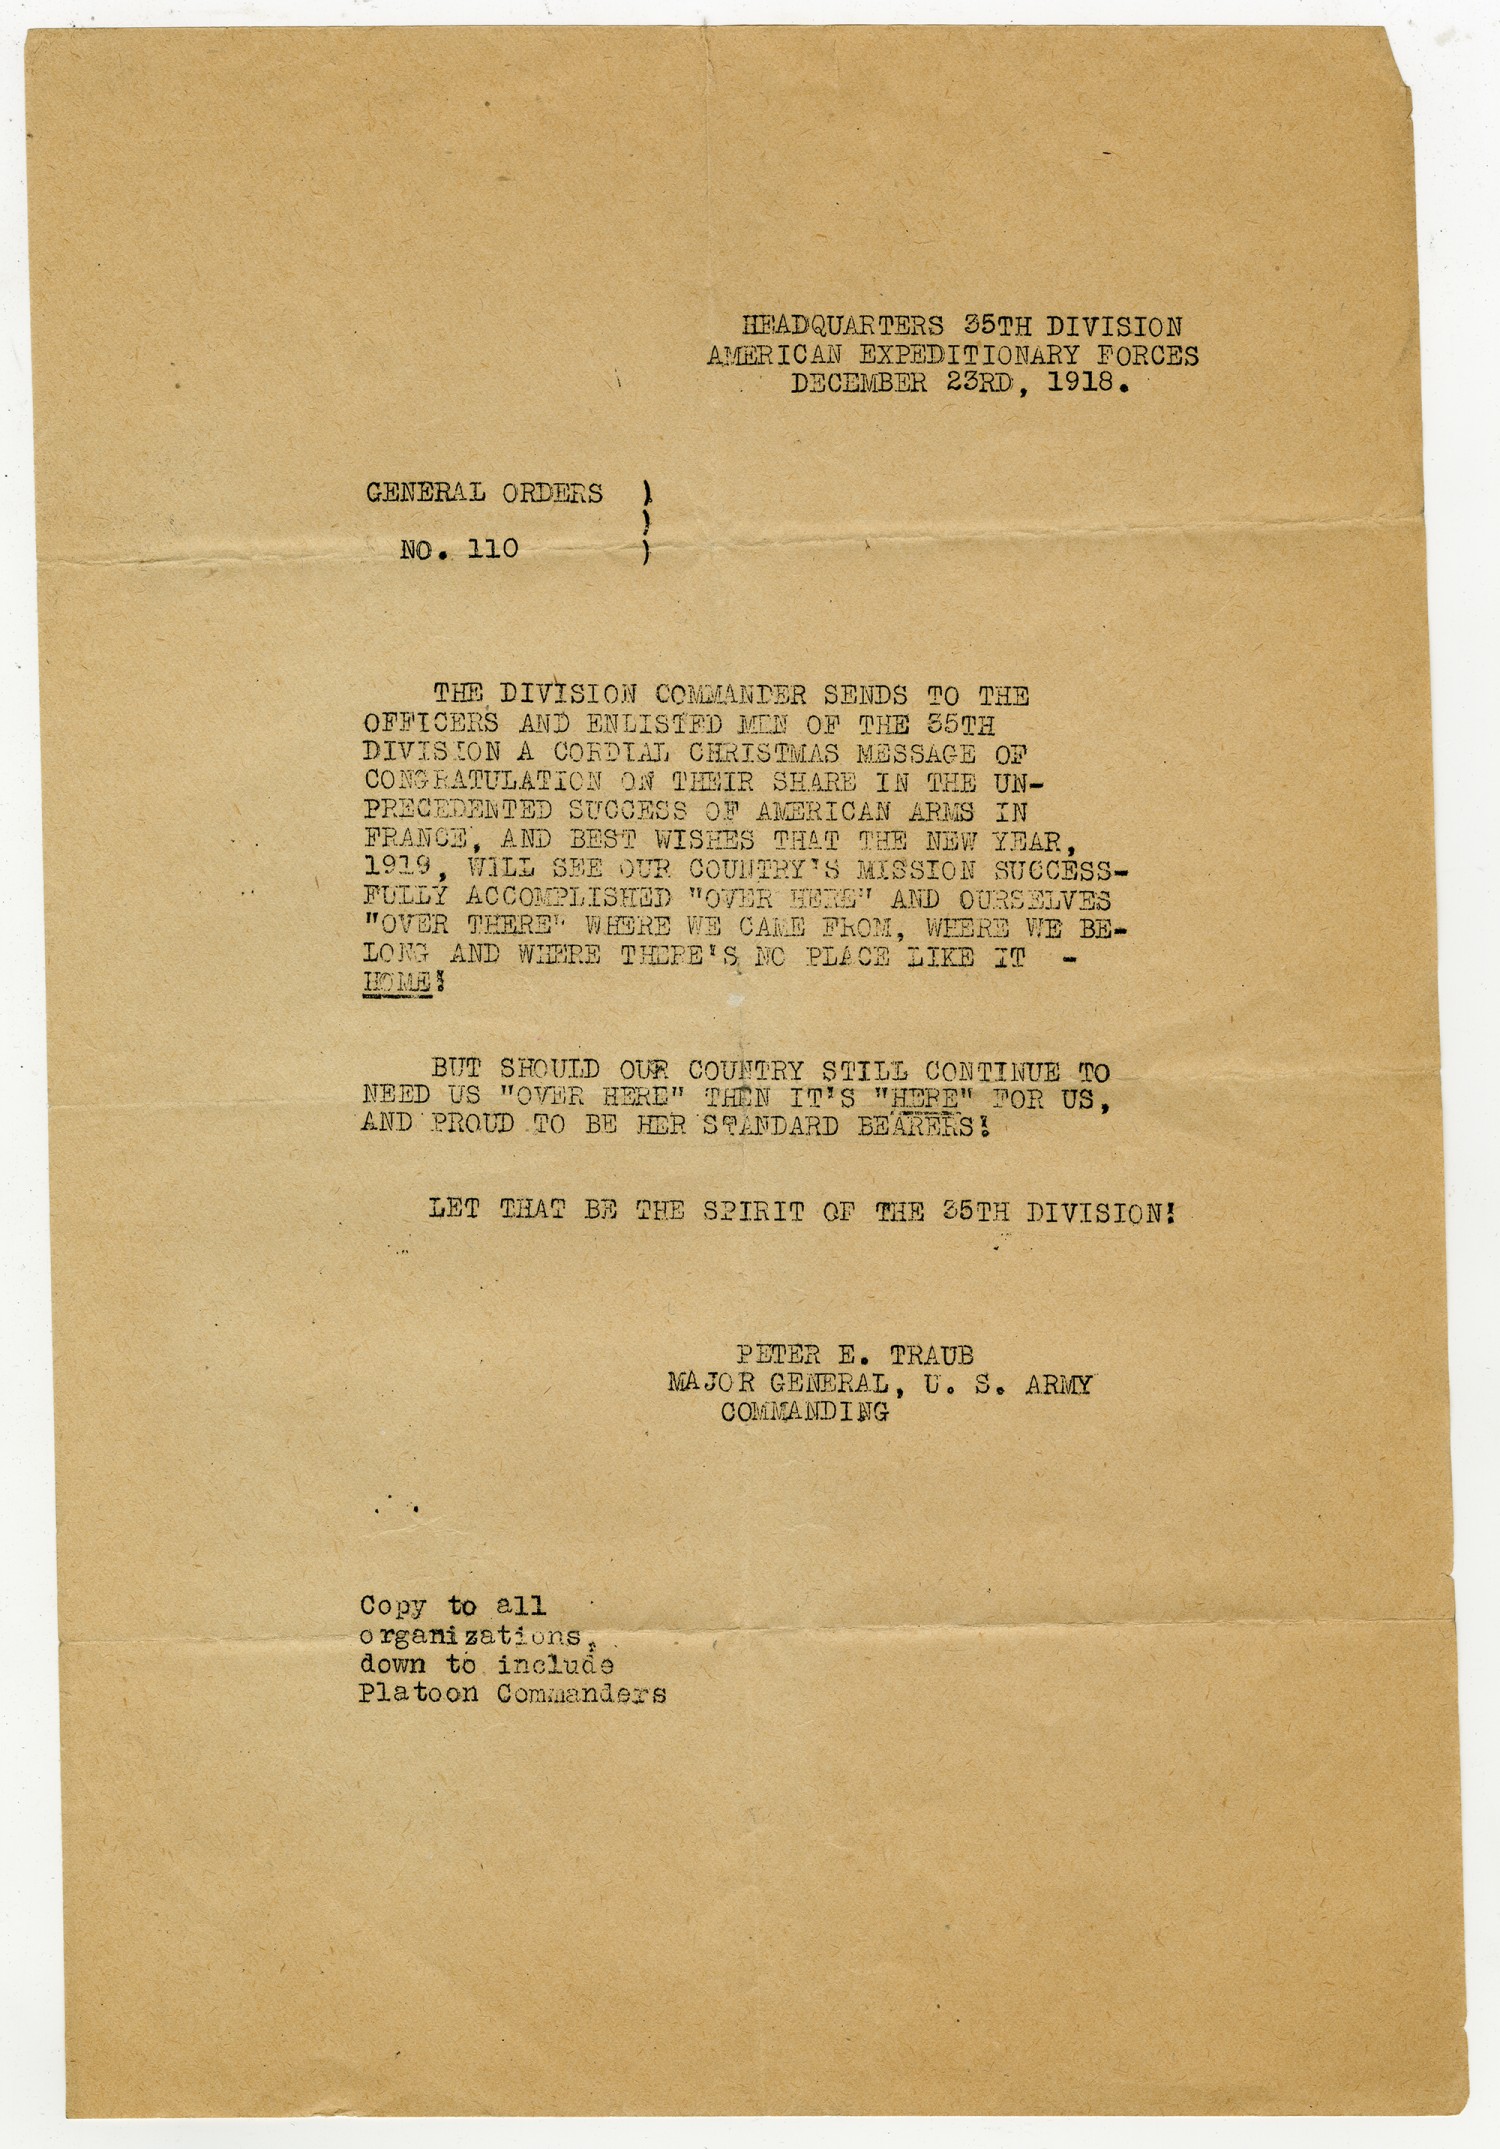 HEADQUARTERS 35TH DIVISION
AMERICAN EXPEDITIONARY FORCES
DECEMBER 23RD, 1918.
GENERAL ORDERS )
)
NO. 110 )
THE DIVISION COMMANDER SENDS TO THE
OFFICERS AND ENLISTED MEN OF THE 35TH
DIVISION A CORDIAL CHRISTMAS MESSAGE OF
CONGRATULATION ON THEIR SHARE IN THE UN-
PRECEDENTED SUCCESS OF AMERICAN ARMS IN
FRANCE, AND BEST WISHES THAT THE NEW YEAR,
1919, WILL SEE OUR COUNTRY'S MISSION SUCCESS-
FULLY ACCOMPLISHED "OVER HERE" AND OURSELVES
"OVER THERE" WHERE WE CAME FROM, WHERE WE BE-
LONG AND WHERE THERE'S NO PLACE LIKE IT -
HOME!
BUT SHOULD OUR COUNTRY STILL CONTINUE TO
NEED US "OVER HERE" THEN IT'S "HERE" FOR US,
AND PROUD TO BE HER STANDARD BEARERS!
LET THAT BE THE SPIRIT OF THE 35TH DIVISION!
PETER E. TRAUB
MAJOR GENERAL, U. S. ARMY
COMMANDING
Copy to all
organizations,
down to include
Platoon Commanders